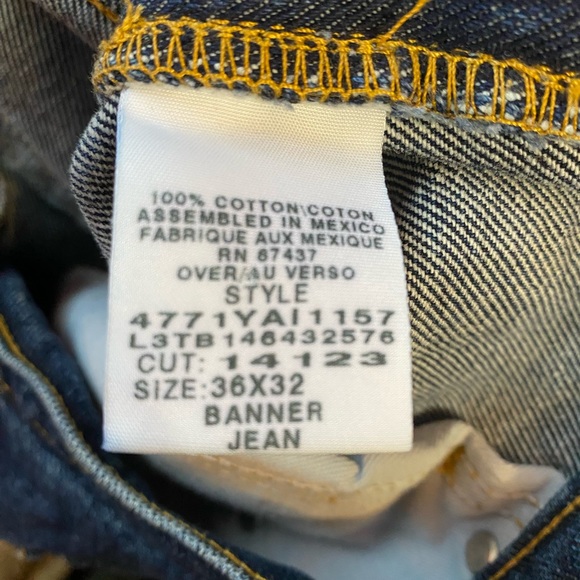 100% COTTON\COTON
ASSEMBLED IN MEXICO
FABRIQUE AUX MEXIQUE
RN 67437
OVER/AU VERSO
STYLE
4771YAI1157
L3TB146432576
CUT: 14123
SIZE:36X32
BANNER
JEAN